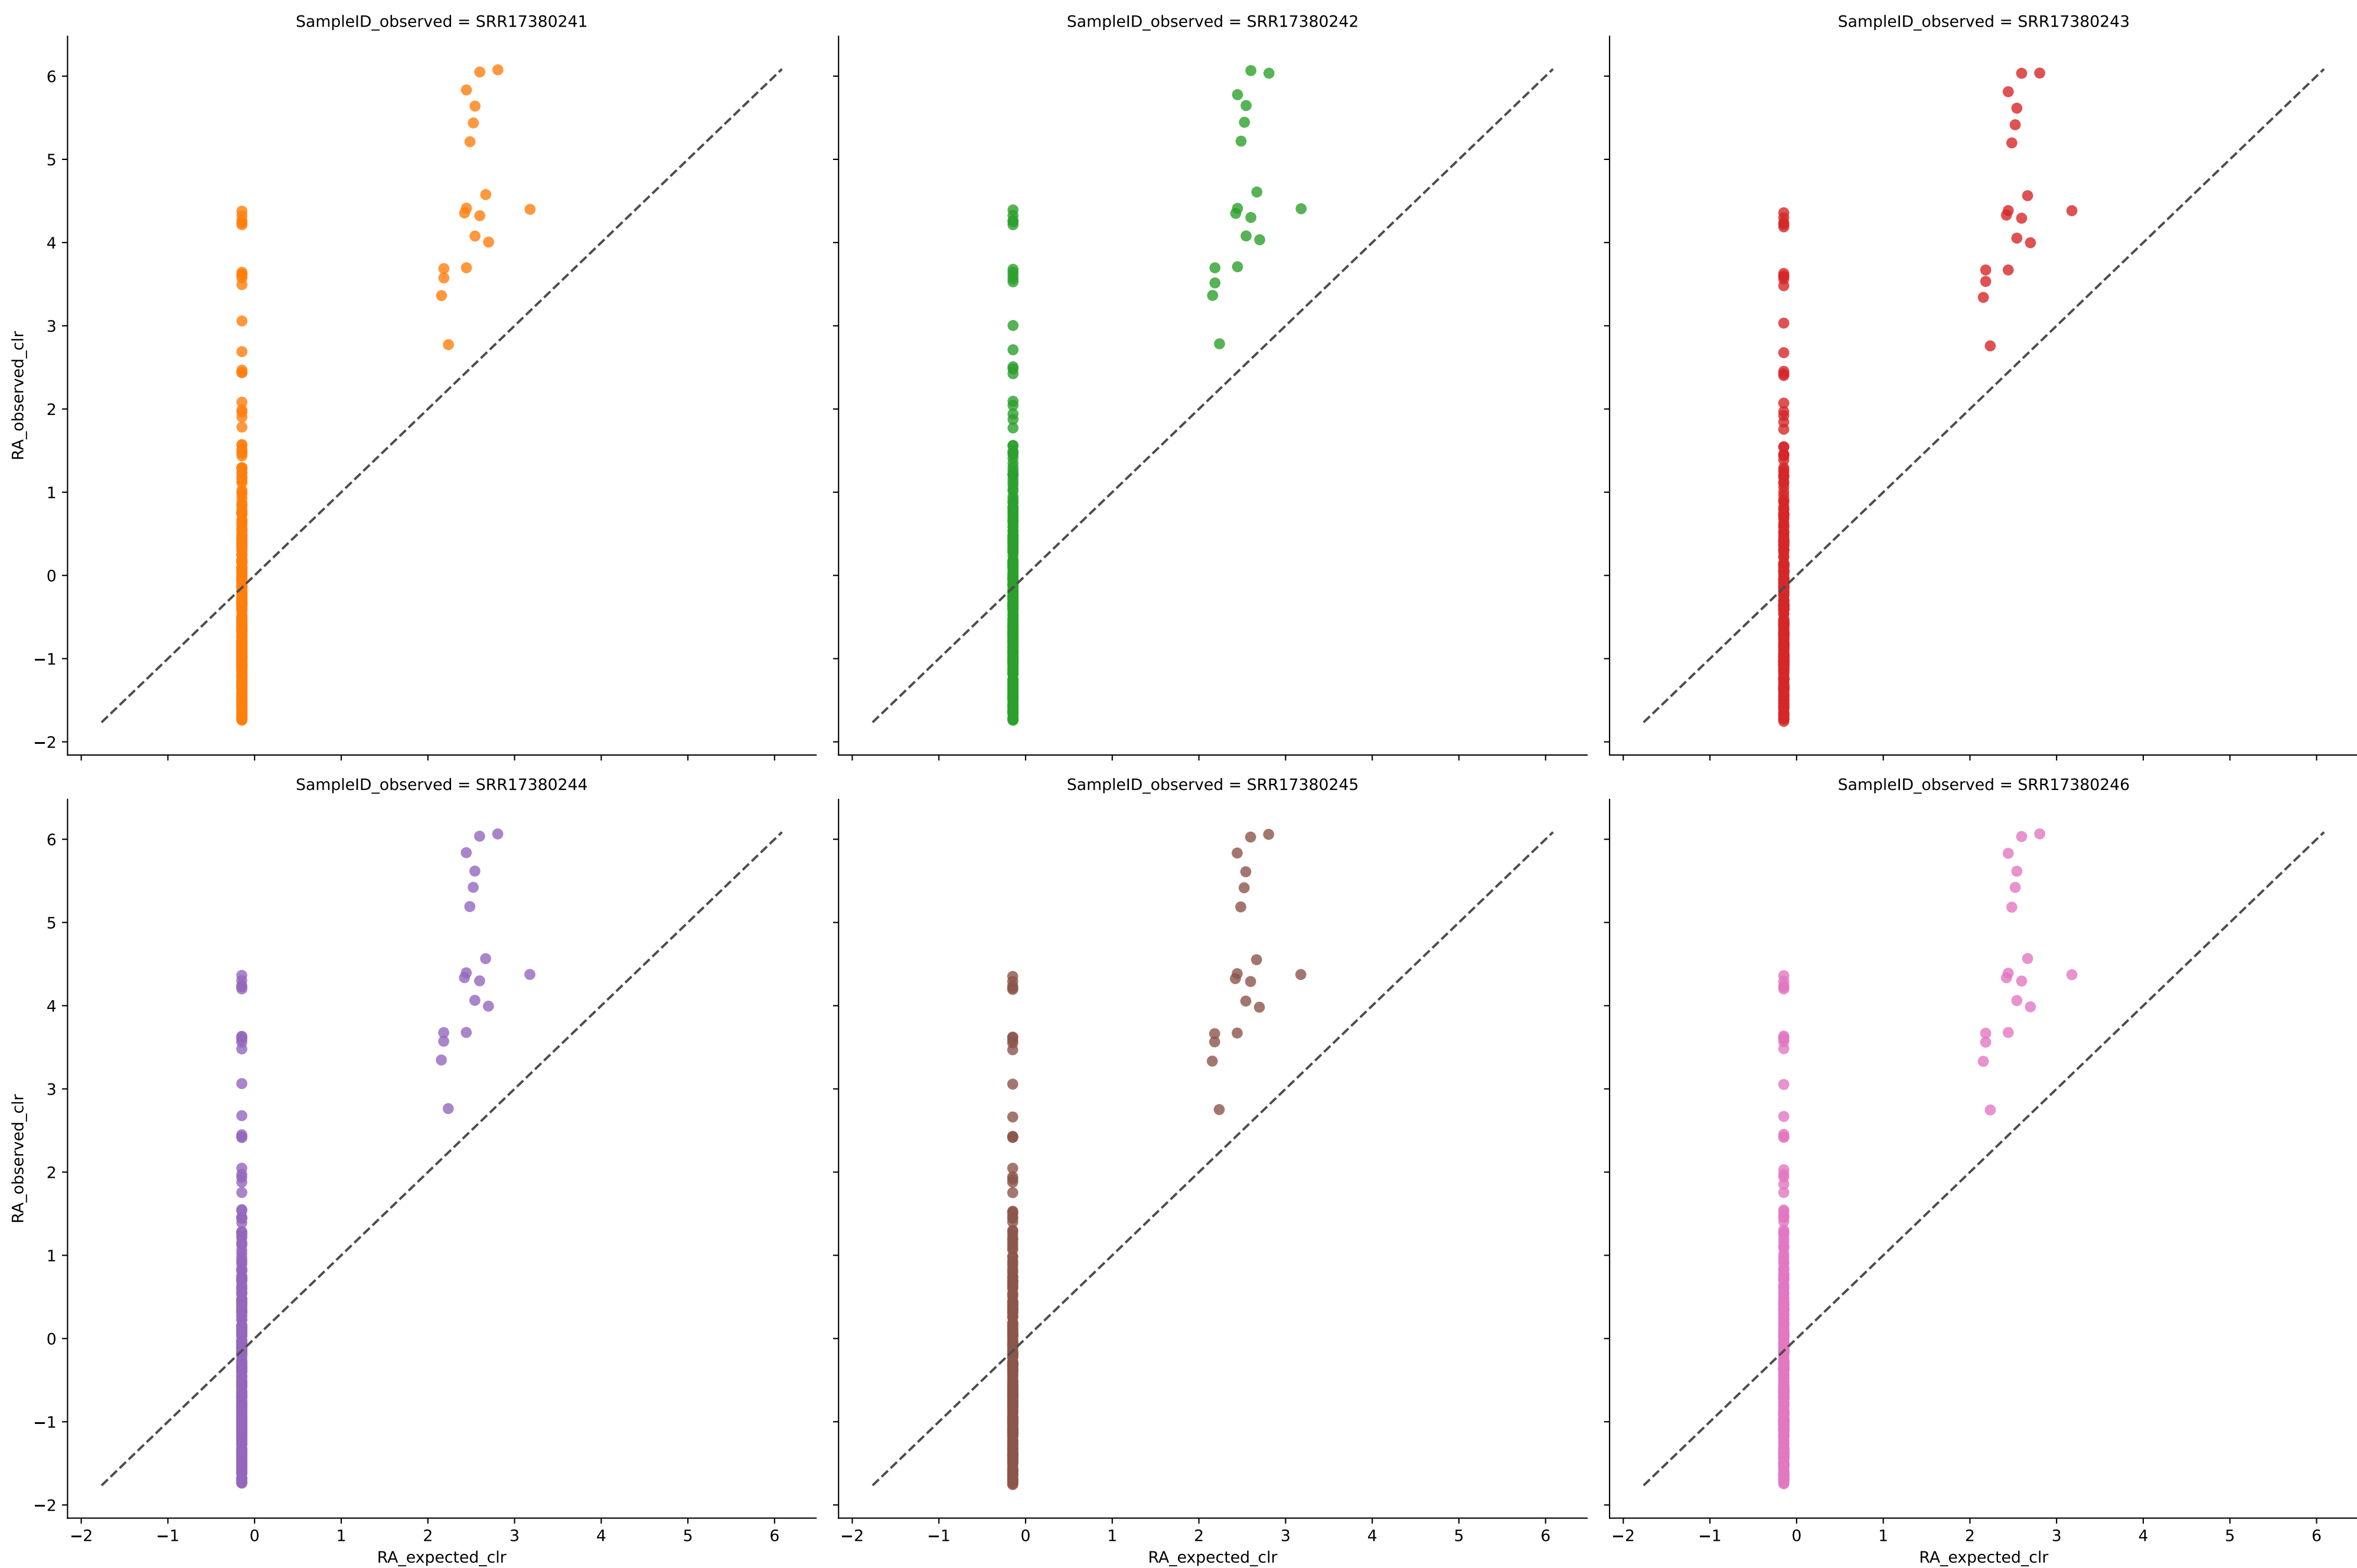 SampleID_observed = SRR17380241
SampleID_observed = SRR17380242
SampleID_observed = SRR17380243
6
5
4
3
2
1
0
−1
−2
RA_observed_clr
SampleID_observed = SRR17380244
SampleID_observed = SRR17380245
SampleID_observed = SRR17380246
6
5
4
3
2
1
0
−1
−2
RA_observed_clr
−2 −1 0 1 2 3 4 5 6
−2 −1 0 1 2 3 4 5 6
−2 −1 0 1 2 3 4 5 6
RA_expected_clr
RA_expected_clr
RA_expected_clr